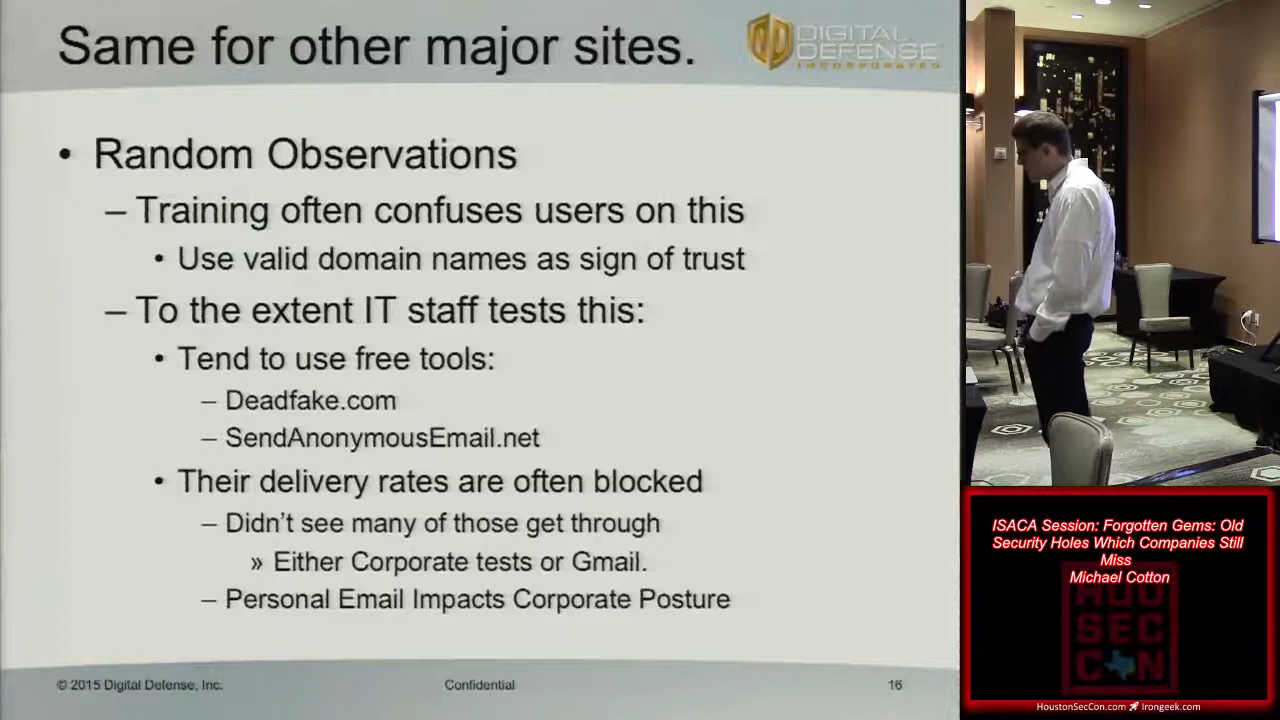 Same for other major sites.
DIGITAL
DEFENSE
INCORPORATED
• Random Observations
– Training often confuses users on this
• Use valid domain names as sign of trust
– To the extent IT staff tests this:
• Tend to use free tools:
– Deadfake.com
– SendAnonymousEmail.net
• Their delivery rates are often blocked
– Didn't see many of those get through
» Either Corporate tests or Gmail.
– Personal Email Impacts Corporate Posture
© 2015 Digital Defense, Inc.
Confidential
16
ISACA Session: Forgotten Gems: Old
Security Holes Which Companies Still
Miss
Michael Cotton
HOU
SEC
CON
HoustonSecCon.com Irongeek.com